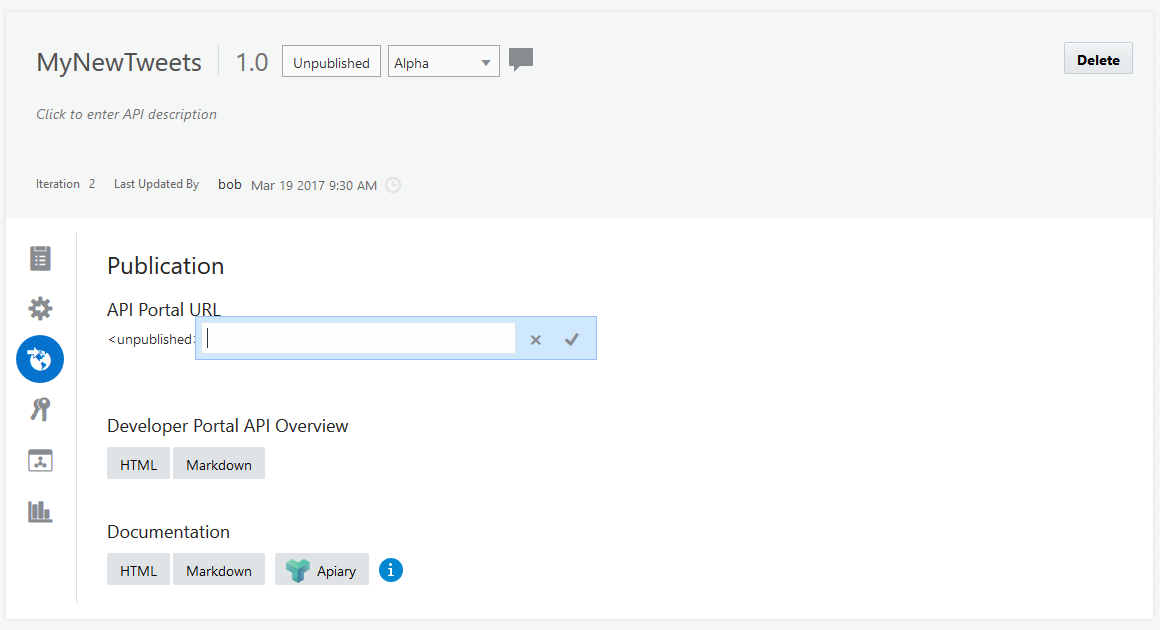 MyNewTweets 1.0 Unpublished Alpha Delete
Click to enter API description
Iteration 2 Last Updated By bob Mar 19 2017 9:30 AM
Publication
API Portal URL
<unpublished>
Developer Portal API Overview
HTML Markdown
Documentation
HTML Markdown Apiary i